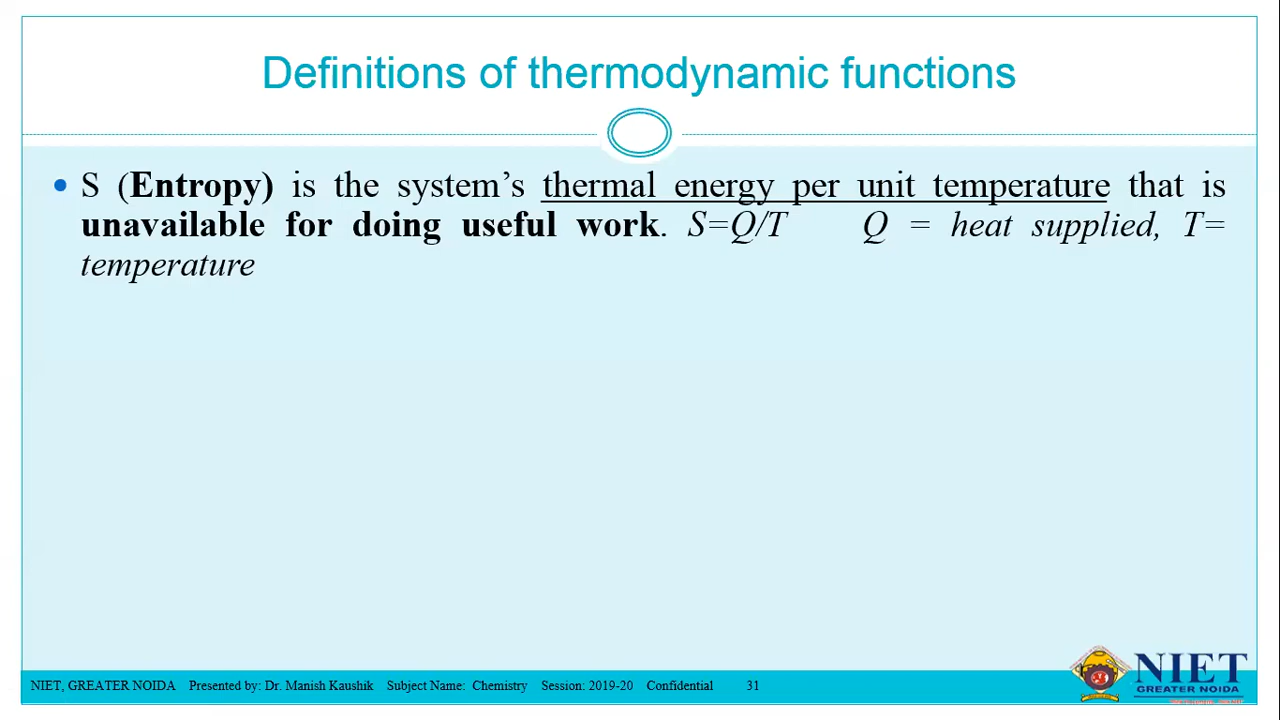 Definitions of thermodynamic functions
• S (Entropy) is the system’s thermal energy per unit temperature that is
unavailable for doing useful work. S=Q/T Q = heat supplied, T=
temperature
NIET, GREATER NOIDA Presented by: Dr. Manish Kaushik Subject Name: Chemistry Session: 2019-20 Confidential 31
NIET
GREATER NOIDA